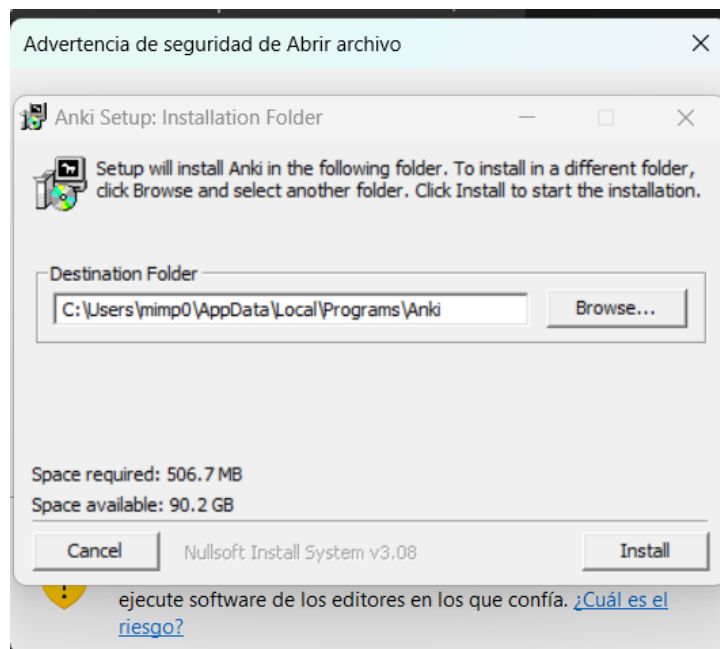 Advertencia de seguridad de Abrir archivo
Anki Setup: Installation Folder
Setup will install Anki in the following folder. To install in a different folder,
click Browse and select another folder. Click Install to start the installation.
Destination Folder
C:\Users\mimp0\AppData\Local\Programs\Anki
Browse...
Space required: 506.7 MB
Space available: 90.2 GB
Cancel
Nullsoft Install System v3.08
Install
ejecute software de los editores en los que confía. ¿Cuál es el
riesgo?